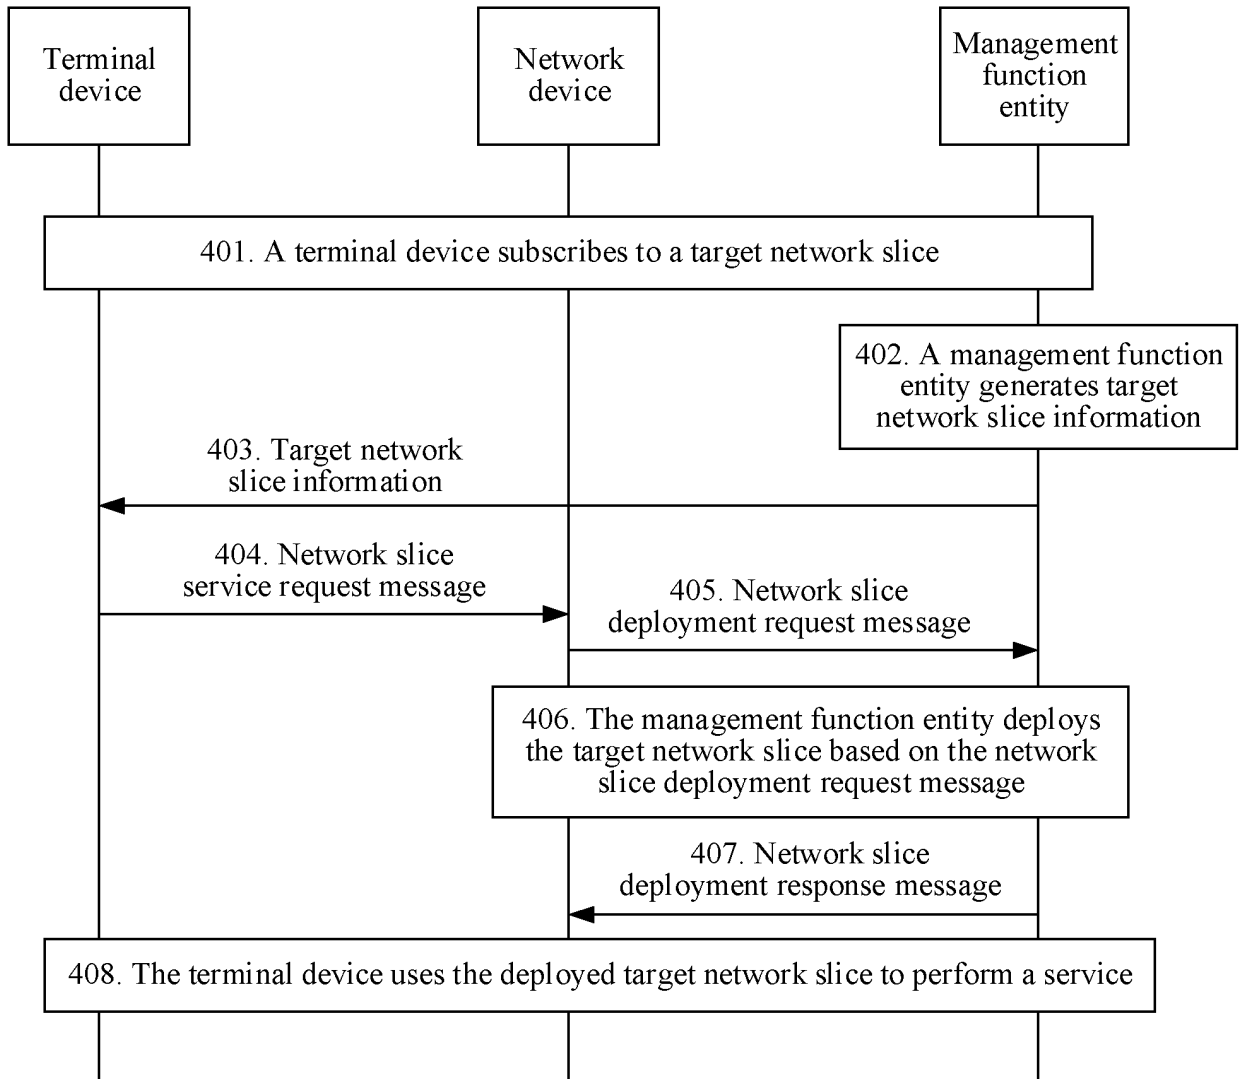 Terminal
device
Network
device
Management
function
entity
401. A terminal device subscribes to a target network slice
402. A management function
entity generates target
network slice information
403. Target network
slice information
404. Network slice
service request message
405. Network slice
deployment request message
406. The management function entity deploys
the target network slice based on the network
slice deployment request message
407. Network slice
deployment response message
408. The terminal device uses the deployed target network slice to perform a service